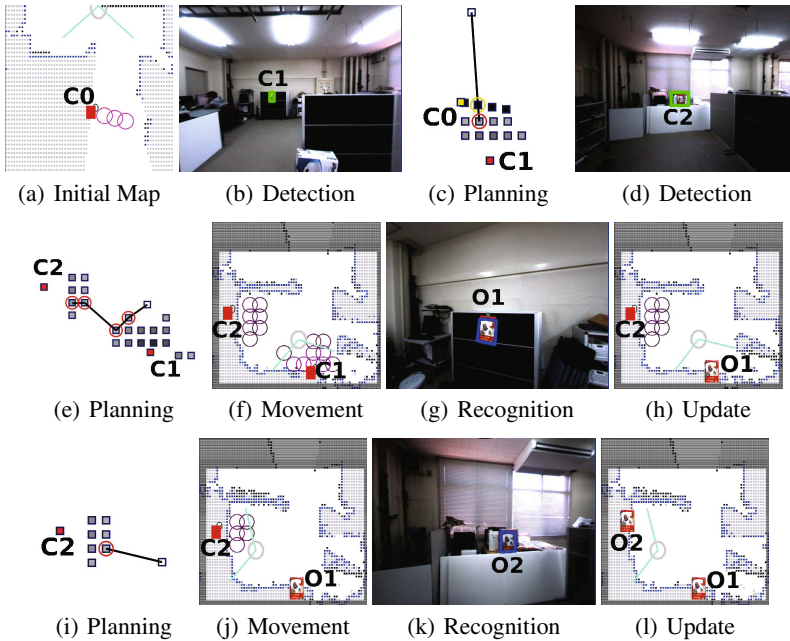 C0
C1
C0
C1
C2
(a) Initial Map
(b) Detection
(c) Planning
(d) Detection
C2
C1
C2
C1
O1
C2
O1
(e) Planning
(f) Movement
(g) Recognition
(h) Update
C2
C2
O1
O2
O2
O1
(i) Planning
(j) Movement
(k) Recognition
(l) Update